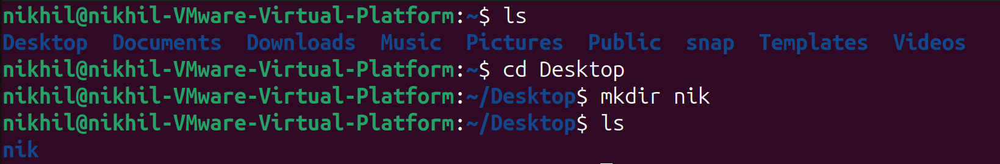 nikhil@nikhil-VMware-Virtual-Platform:~$ ls
Desktop  Documents  Downloads  Music  Pictures  Public  snap  Templates  Videos
nikhil@nikhil-VMware-Virtual-Platform:~$ cd Desktop
nikhil@nikhil-VMware-Virtual-Platform:~/Desktop$ mkdir nik
nikhil@nikhil-VMware-Virtual-Platform:~/Desktop$ ls
nik